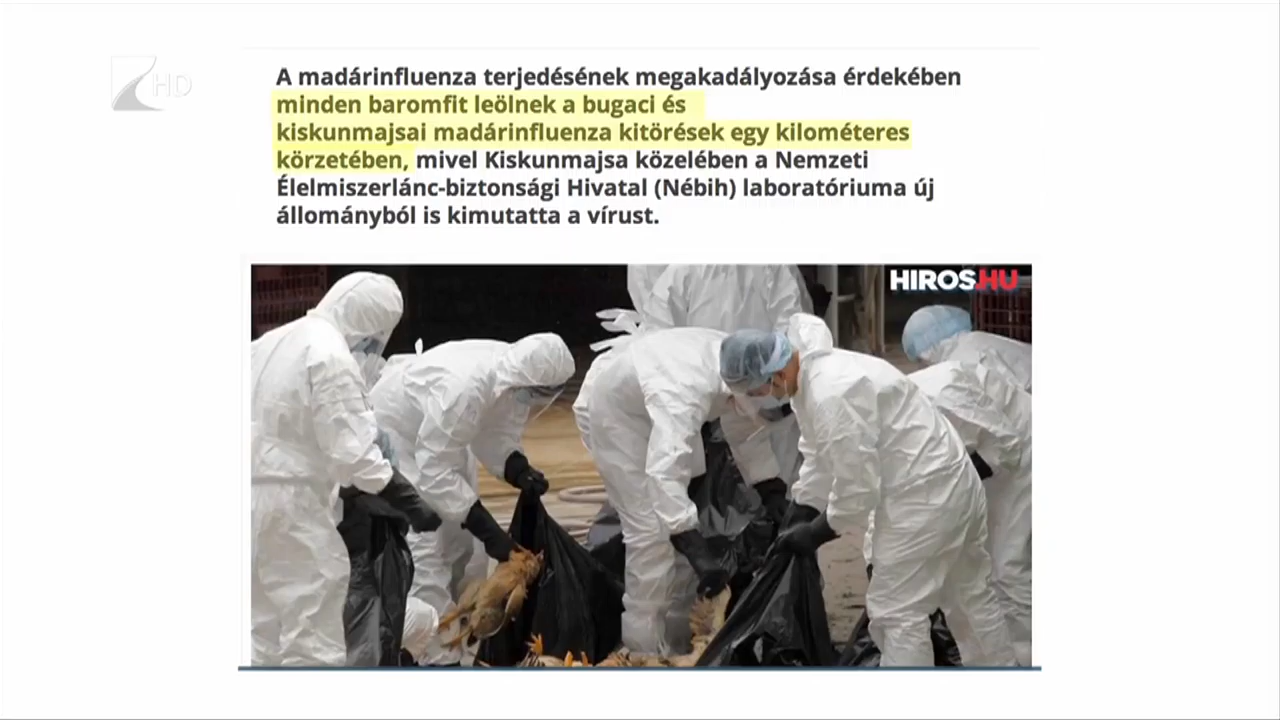 HD
A madárinfluenza terjedésének megakadályozása érdekében
minden baromfit leölnek a bugaci és
kiskunmajsai madárinfluenza kitörések egy kilométeres
körzetében, mivel Kiskunmajsa közelében a Nemzeti
Élelmiszerlánc-biztonsági Hivatal (Nébih) laboratóriuma új
állományból is kimutatta a vírust.
HIROS.HU